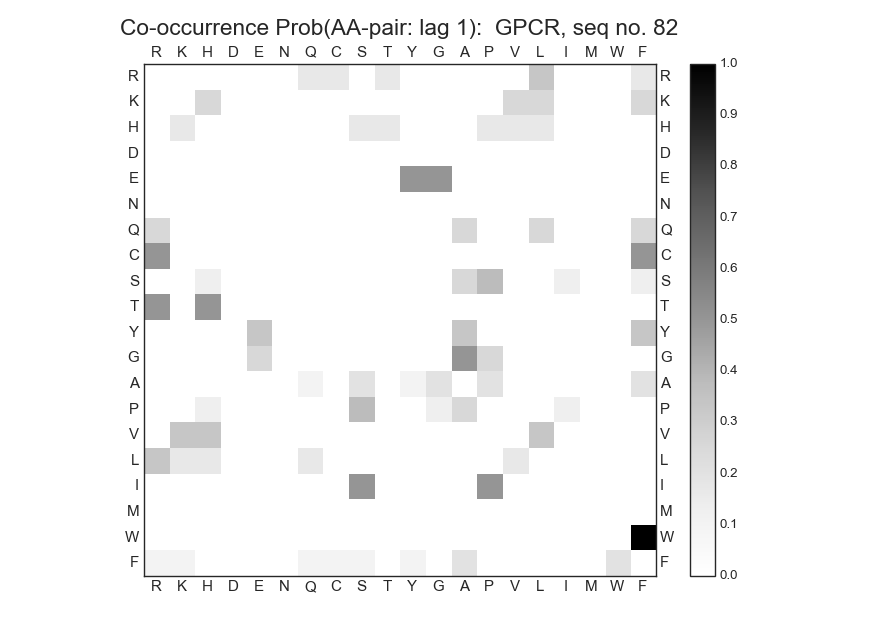 Co-occurrence Prob(AA-pair: lag 1): GPCR, seq no. 82
R K H D E N Q C S T Y G A P V L I M W F
R R
K K
H H
D D
E E
N N
Q Q
C C
S S
T T
Y Y
G G
A A
P P
V V
L L
I I
M M
W W
F F
R K H D E N Q C S T Y G A P V L I M W F
1.0
0.9
0.8
0.7
0.6
0.5
0.4
0.3
0.2
0.1
0.0